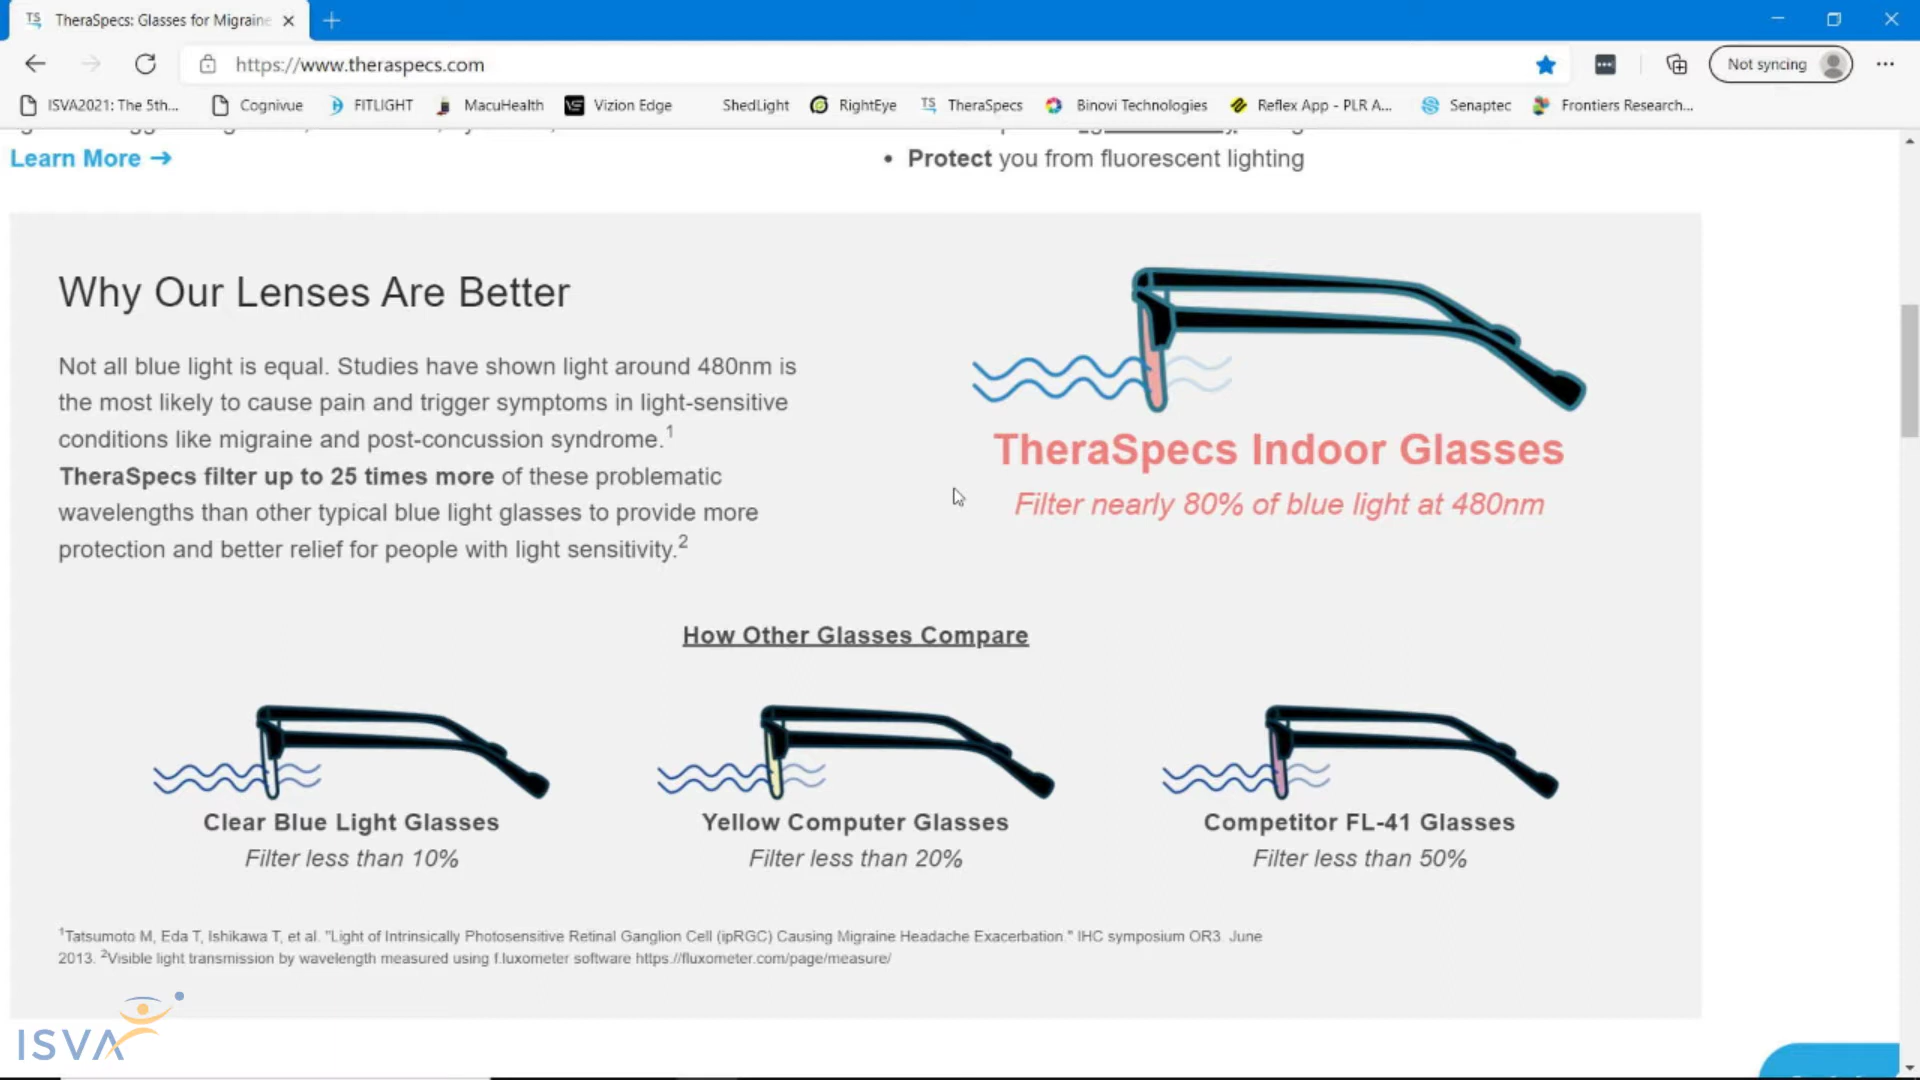 TS TheraSpecs: Glasses for Migraine
https://www.theraspecs.com
Not syncing
ISVA2021: The 5th... Cognivue FITLIGHT MacuHealth Vizion Edge ShedLight RightEye TS TheraSpecs Binovi Technologies Reflex App - PLR A... Senaptec Frontiers Research...
Learn More →
• Protect you from fluorescent lighting
Why Our Lenses Are Better
Not all blue light is equal. Studies have shown light around 480nm is
the most likely to cause pain and trigger symptoms in light-sensitive
conditions like migraine and post-concussion syndrome.1
TheraSpecs filter up to 25 times more of these problematic
wavelengths than other typical blue light glasses to provide more
protection and better relief for people with light sensitivity.2
TheraSpecs Indoor Glasses
Filter nearly 80% of blue light at 480nm
How Other Glasses Compare
Clear Blue Light Glasses
Filter less than 10%
Yellow Computer Glasses
Filter less than 20%
Competitor FL-41 Glasses
Filter less than 50%
1Tatsumoto M, Eda T, Ishikawa T, et al. "Light of Intrinsically Photosensitive Retinal Ganglion Cell (ipRGC) Causing Migraine Headache Exacerbation." IHC symposium OR3. June
2013. 2Visible light transmission by wavelength measured using f.luxometer software https://fluxometer.com/page/measure/
ISVA